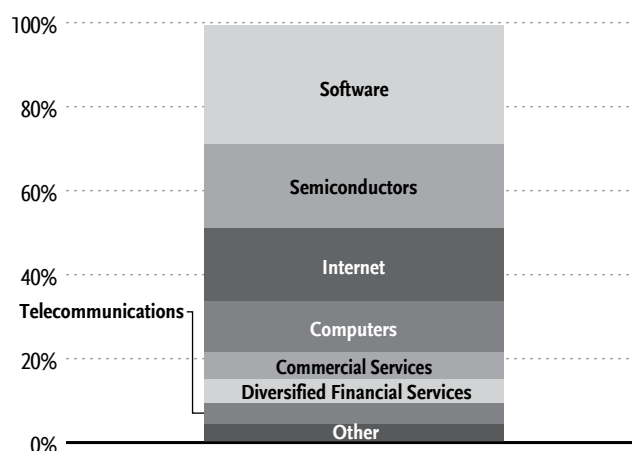 100%
Software
80%
Semiconductors
60%
Internet
40%
Telecommunications
Computers
20%
Commercial Services
Diversified Financial Services
Other
0%